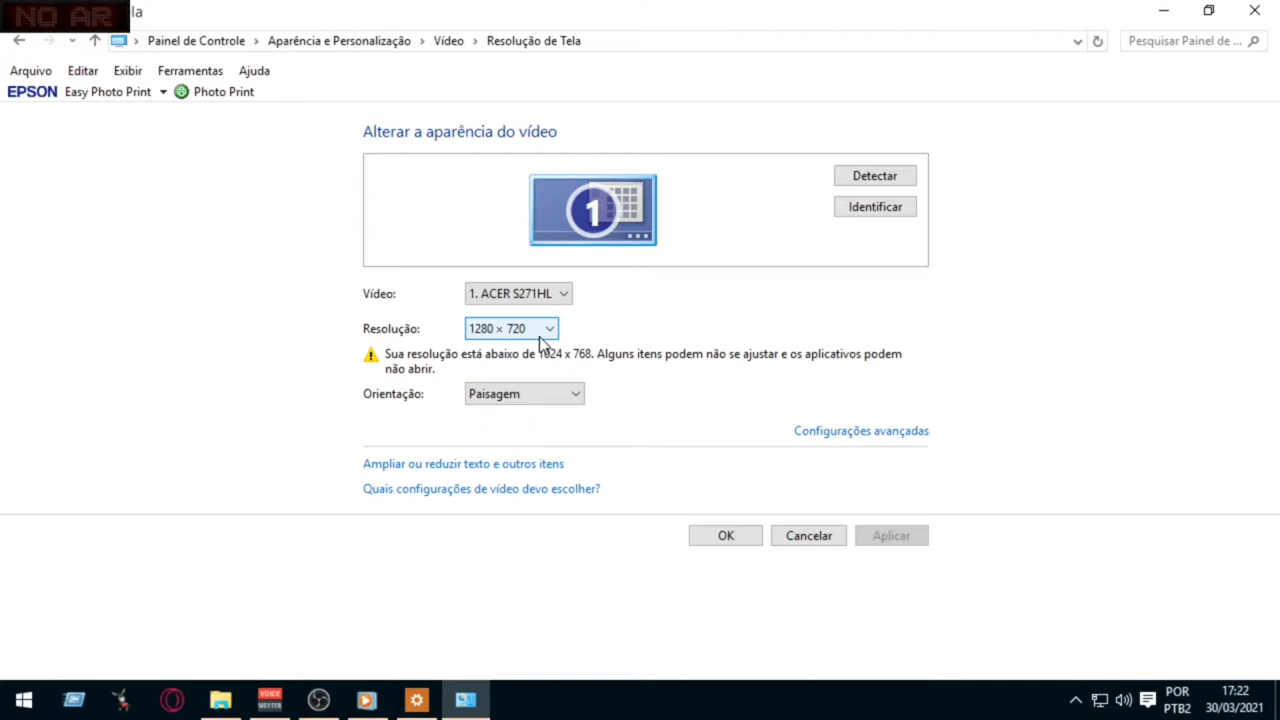 NO AR
la
Painel de Controle > Aparência e Personalização > Vídeo > Resolução de Tela
Pesquisar Painel de ...
Arquivo Editar Exibir Ferramentas Ajuda
EPSON Easy Photo Print Photo Print
Alterar a aparência do vídeo
1
Detectar
Identificar
Vídeo: 1. ACER S271HL
Resolução: 1280 × 720
Sua resolução está abaixo de 1024 x 768. Alguns itens podem não se ajustar e os aplicativos podem
não abrir.
Orientação: Paisagem
Configurações avançadas
Ampliar ou reduzir texto e outros itens
Quais configurações de vídeo devo escolher?
OK Cancelar Aplicar
VOICE
MEETER
POR
PTB2
17:22
30/03/2021